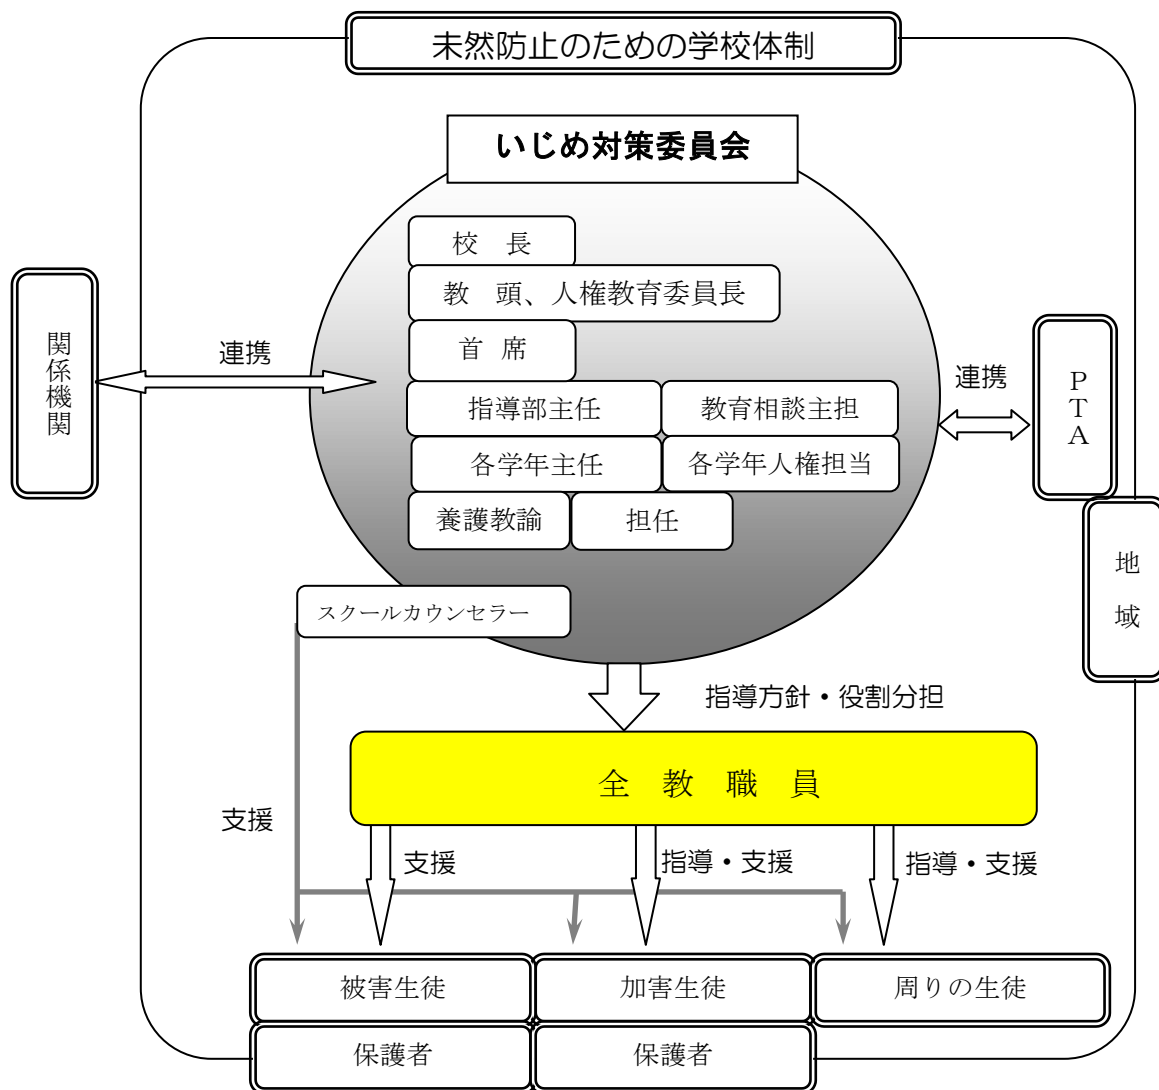 未然防止のための学校体制
いじめ対策委員会
校　長
教　頭、人権教育委員長
首 席
指導部主任
教育相談主担
各学年主任
各学年人権担当
養護教諭
担任
スクールカウンセラー
関係機関
連携
連携
PTA
地域
指導方針・役割分担
全 教 職 員
支援
支援
指導・支援
指導・支援
被害生徒
加害生徒
周りの生徒
保護者
保護者